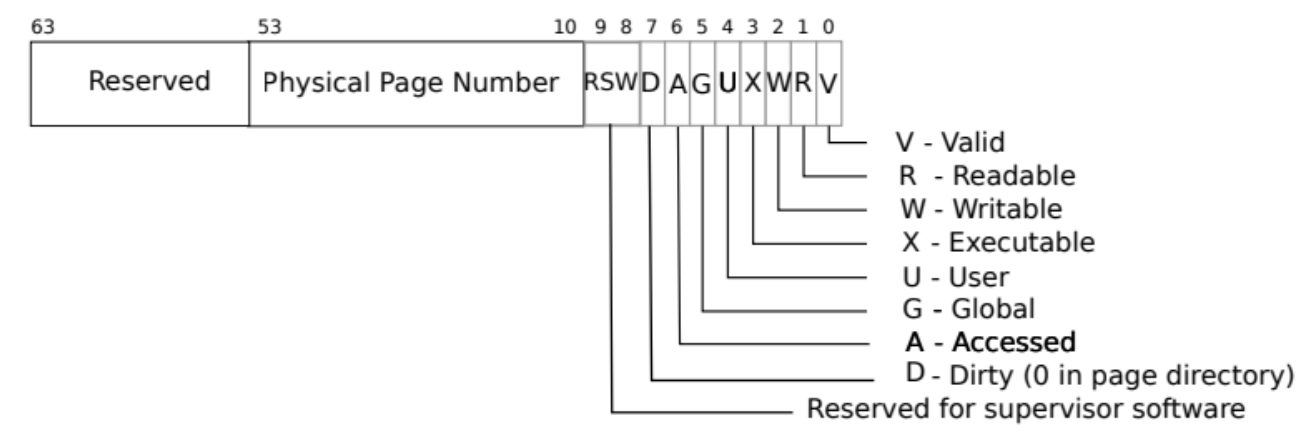 63 53 10 9 8 7 6 5 4 3 2 1 0
Reserved Physical Page Number RSW D A G U X W R V
V - Valid
R - Readable
W - Writable
X - Executable
U - User
G - Global
A - Accessed
D - Dirty (0 in page directory)
Reserved for supervisor software